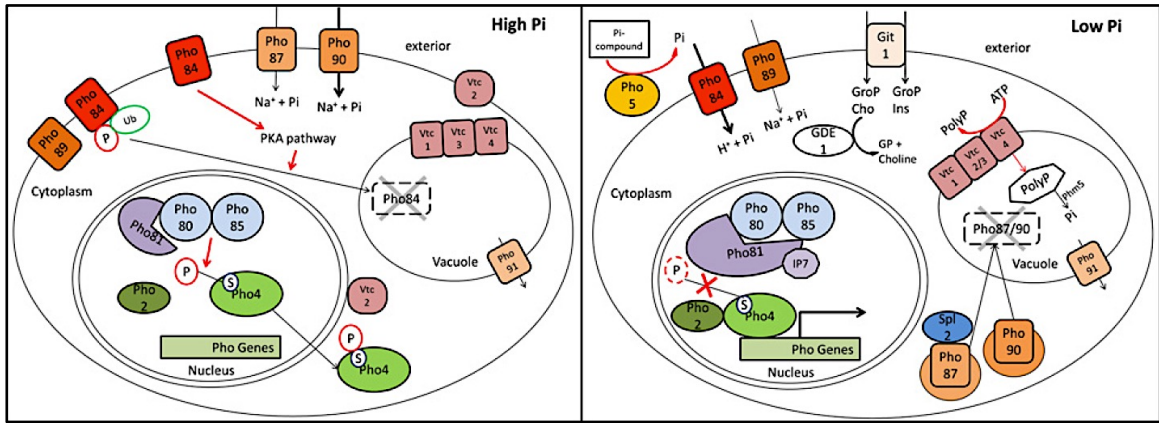 High Pi
exterior
Pho
87
Pho
90
Pho
84
Na⁺ + Pi
Na⁺ + Pi
Vtc
2
Pho
84
Ub
P
Pho
89
PKA pathway
Vtc
1
Vtc
3
Vtc
4
Cytoplasm
Pho84
Pho
80
Pho
85
Pho81
P
S
Pho4
Pho
2
Vacuole
Pho
91
Vtc
2
Pho Genes
Nucleus
P
S
Pho4
Low Pi
exterior
Pi-
compound
Pi
Pho
5
Pho
84
Pho
89
Git
1
H⁺ + Pi
Na⁺ + Pi
GroP
Cho
GroP
Ins
GDE
1
GP +
Choline
ATP
PolyP
Vtc
1
Vtc
2/3
Vtc
4
PolyP
Phm5
Pi
Cytoplasm
Pho
80
Pho
85
Pho81
IP7
P
S
Pho
2
Pho4
Pho Genes
Nucleus
Pho87/90
Vacuole
Pho
91
Spl
2
Pho
87
Pho
90